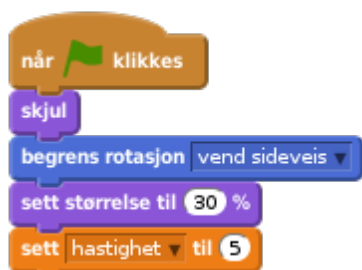 når klikkes
skjul
begrens rotasjon vend sideveis
sett størrelse til 30 %
sett hastighet til 5